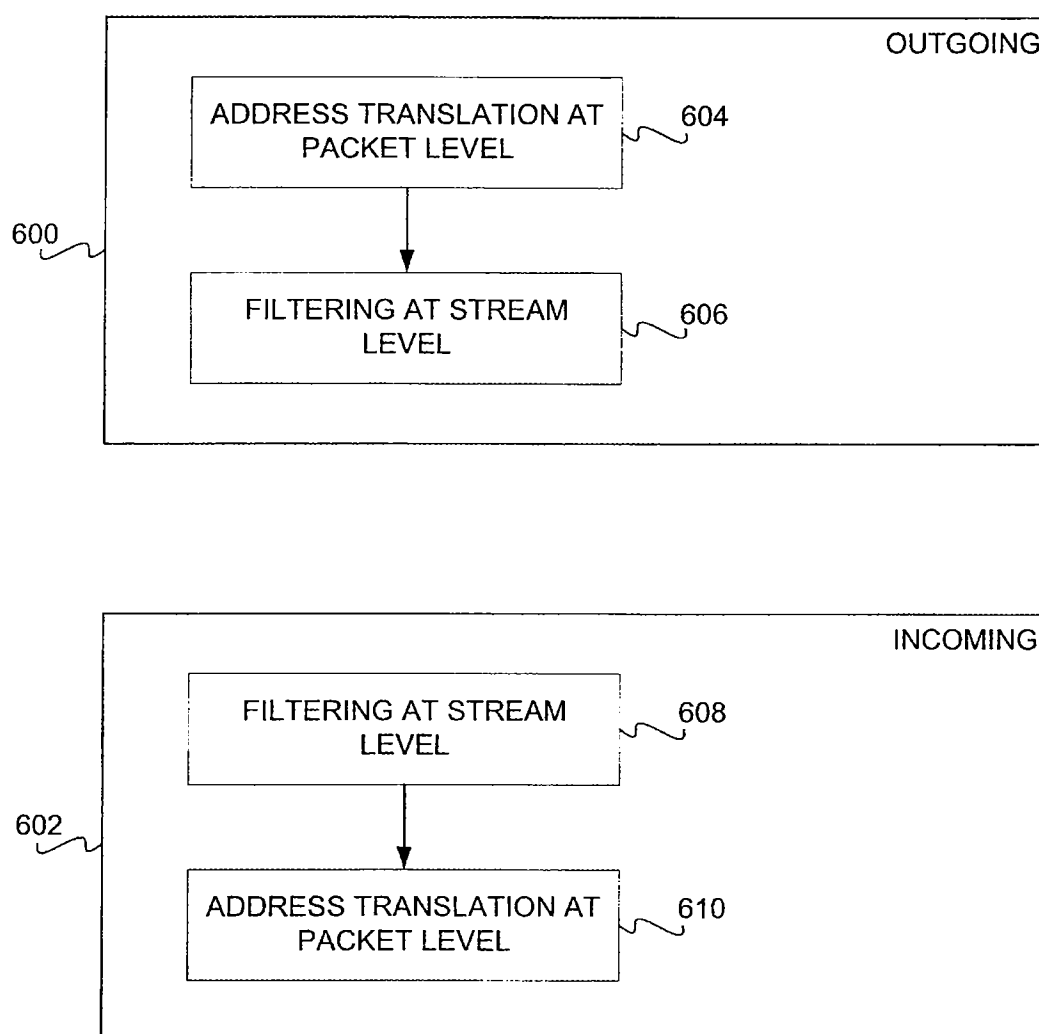 OUTGOING
ADDRESS TRANSLATION AT
PACKET LEVEL
604
600
FILTERING AT STREAM
LEVEL
606
INCOMING
FILTERING AT STREAM
LEVEL
608
602
ADDRESS TRANSLATION AT
PACKET LEVEL
610